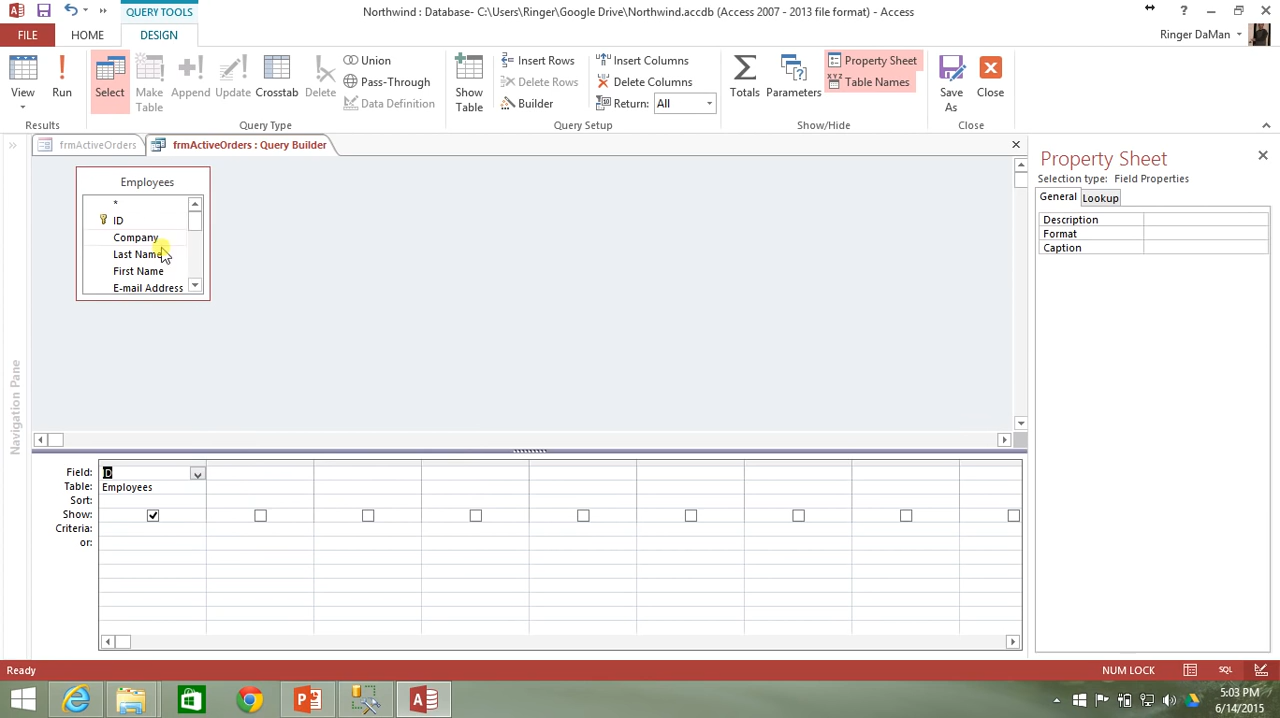 QUERY TOOLS
Northwind : Database- C:\Users\Ringer\Google Drive\Northwind.accdb (Access 2007 - 2013 file format) - Access
FILE HOME DESIGN
Ringer DaMan
View
Run
Results
Select
Make Table
Append
Update
Crosstab
Delete
Union
Pass-Through
Data Definition
Query Type
Show Table
Insert Rows
Delete Rows
Builder
Insert Columns
Delete Columns
Return: All
Query Setup
Totals
Parameters
Property Sheet
XYZ Table Names
Show/Hide
Save As
Close
Close
frmActiveOrders
frmActiveOrders : Query Builder
Navigation Pane
Employees
*
ID
Company
Last Name
First Name
E-mail Address
Property Sheet
Selection type: Field Properties
General Lookup
Description
Format
Caption
Field: ID
Table: Employees
Sort:
Show:
Criteria:
or:
Ready
NUM LOCK
SQL
5:03 PM
6/14/2015